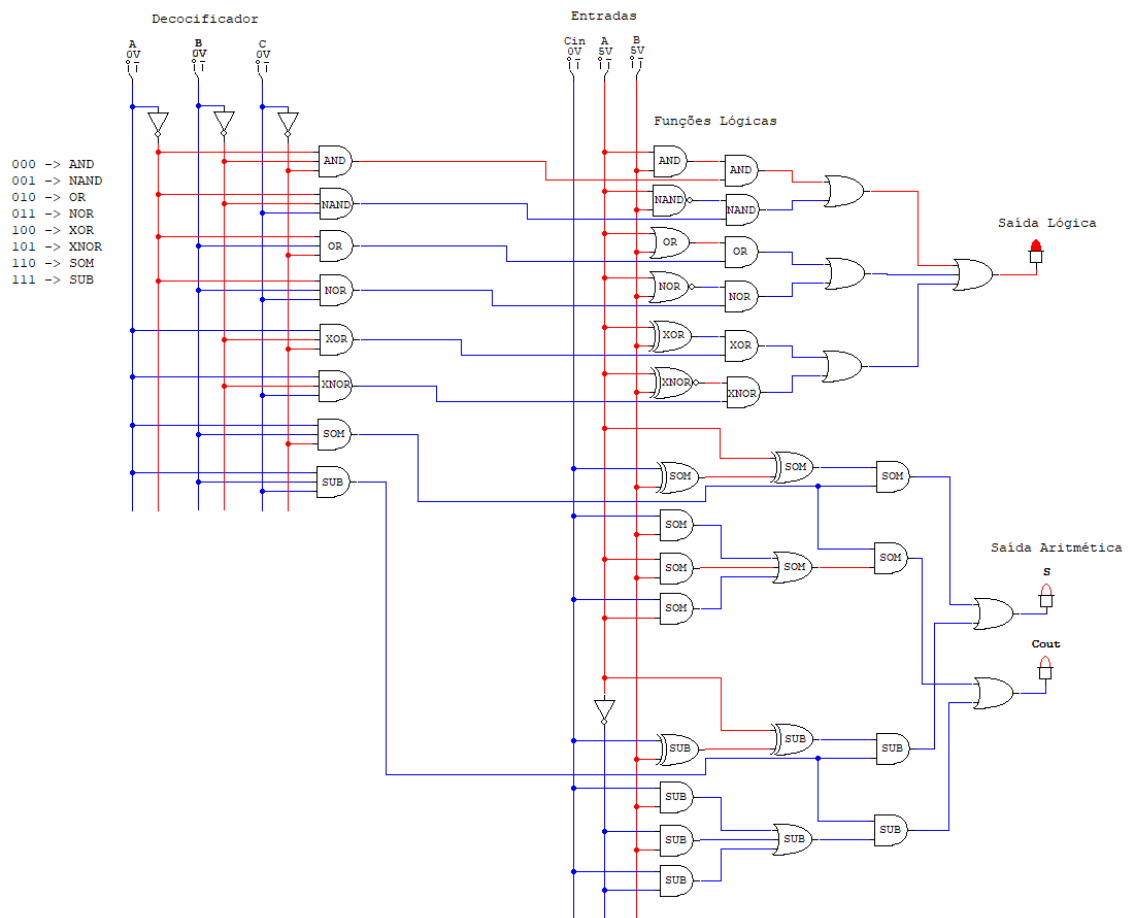 Decocificador
A
0V
B
0V
C
0V
000 -> AND
001 -> NAND
010 -> OR
011 -> NOR
100 -> XOR
101 -> XNOR
110 -> SOM
111 -> SUB
AND
NAND
OR
NOR
XOR
XNOR
SOM
SUB
Entradas
Cin
0V
A
5V
B
5V
Funções Lógicas
AND
AND
NAND
NAND
OR
OR
NOR
NOR
XOR
XOR
XNOR
XNOR
Saída Lógica
SOM
SOM
SOM
SOM
SOM
SOM
SOM
SOM
Saída Aritmética
S
Cout
SUB
SUB
SUB
SUB
SUB
SUB
SUB
SUB